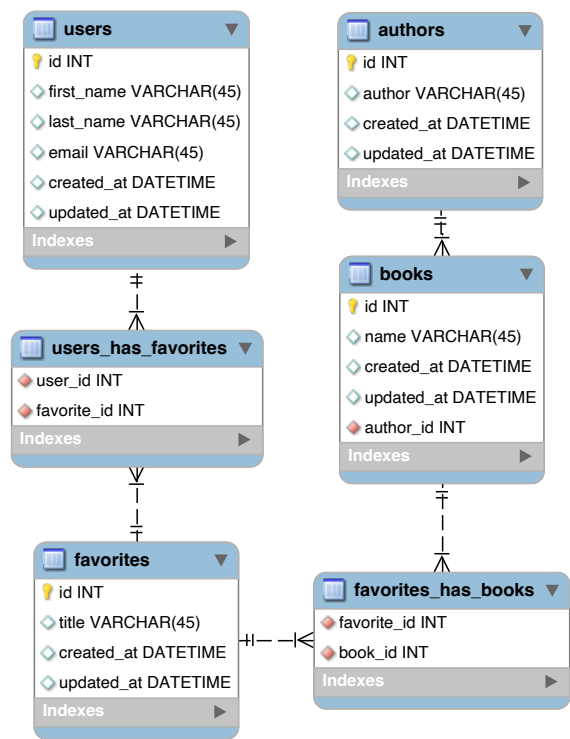 users
id INT
first_name VARCHAR(45)
last_name VARCHAR(45)
email VARCHAR(45)
created_at DATETIME
updated_at DATETIME
Indexes
authors
id INT
author VARCHAR(45)
created_at DATETIME
updated_at DATETIME
Indexes
users_has_favorites
user_id INT
favorite_id INT
Indexes
books
id INT
name VARCHAR(45)
created_at DATETIME
updated_at DATETIME
author_id INT
Indexes
favorites
id INT
title VARCHAR(45)
created_at DATETIME
updated_at DATETIME
Indexes
favorites_has_books
favorite_id INT
book_id INT
Indexes